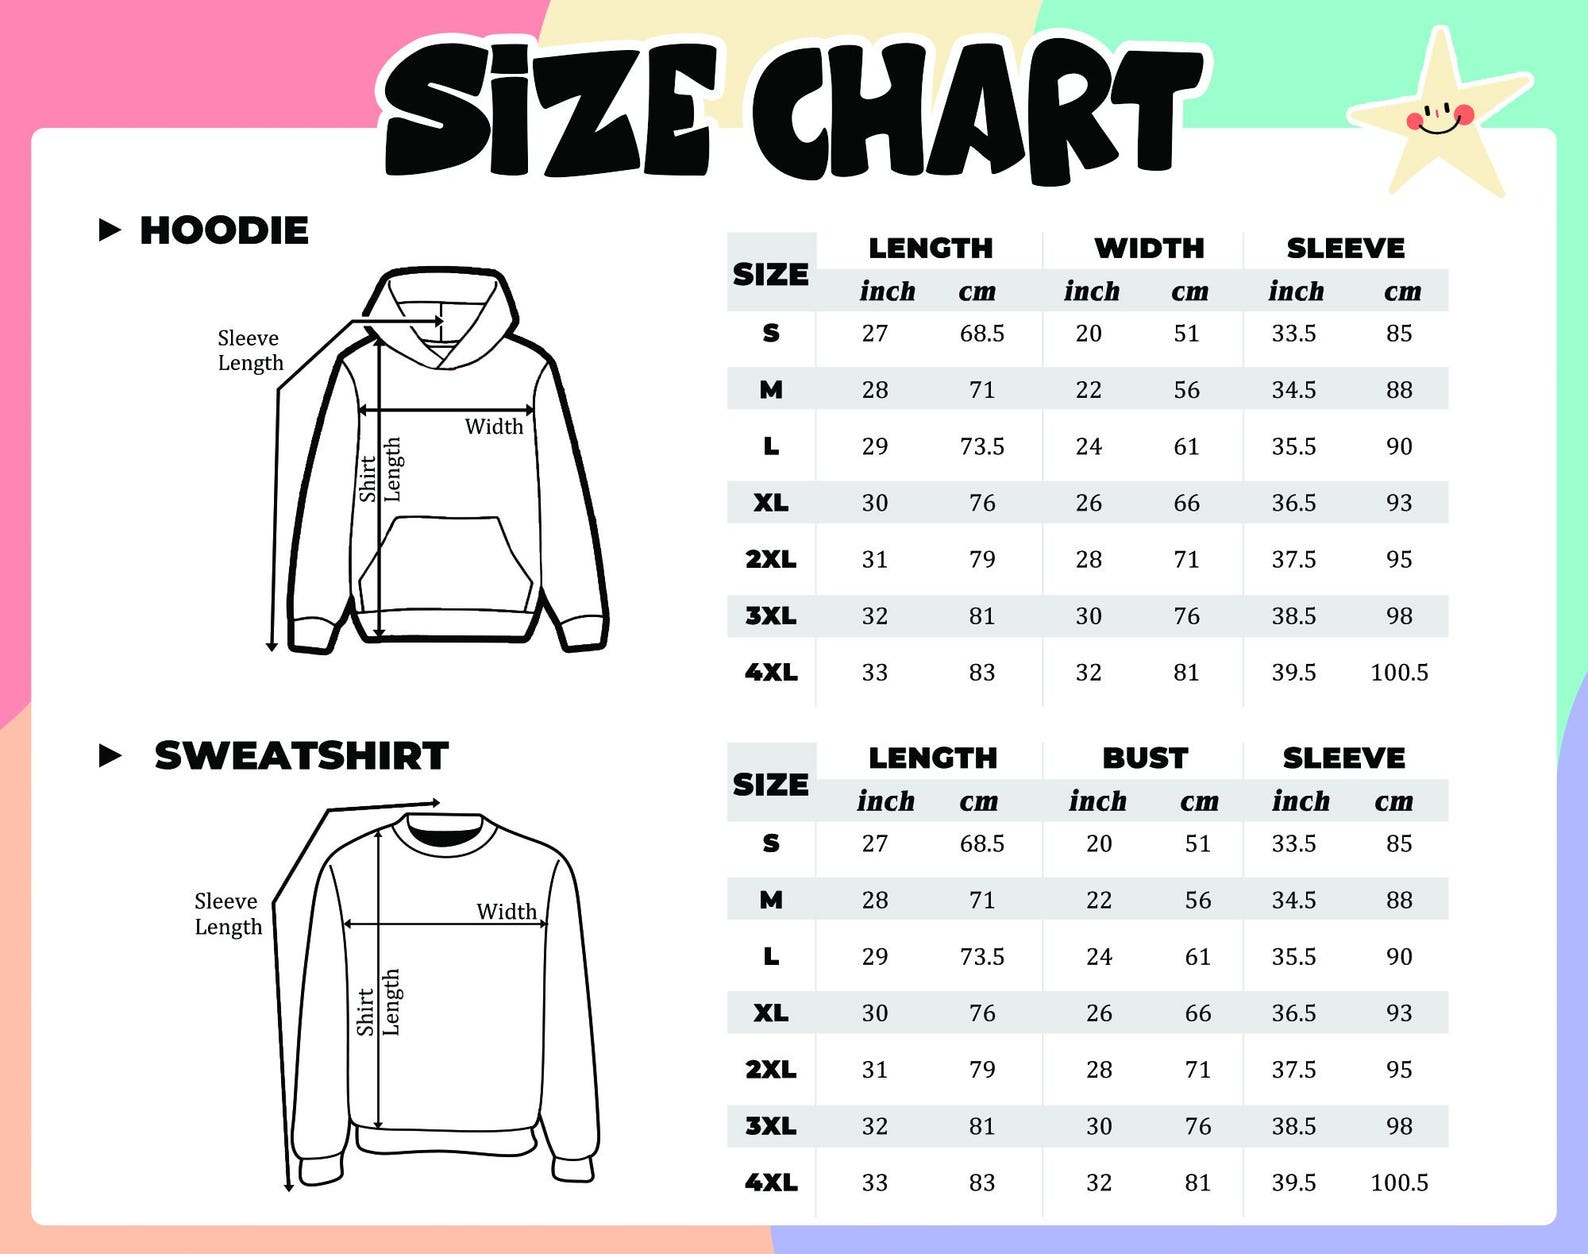 SiZE CHART
HOODIE
Sleeve
Length
Width
Shirt
Length
SIZE LENGTH WIDTH SLEEVE
inch cm inch cm inch cm
S 27 68.5 20 51 33.5 85
M 28 71 22 56 34.5 88
L 29 73.5 24 61 35.5 90
XL 30 76 26 66 36.5 93
2XL 31 79 28 71 37.5 95
3XL 32 81 30 76 38.5 98
4XL 33 83 32 81 39.5 100.5
SWEATSHIRT
Sleeve
Length
Width
Shirt
Length
SIZE LENGTH BUST SLEEVE
inch cm inch cm inch cm
S 27 68.5 20 51 33.5 85
M 28 71 22 56 34.5 88
L 29 73.5 24 61 35.5 90
XL 30 76 26 66 36.5 93
2XL 31 79 28 71 37.5 95
3XL 32 81 30 76 38.5 98
4XL 33 83 32 81 39.5 100.5